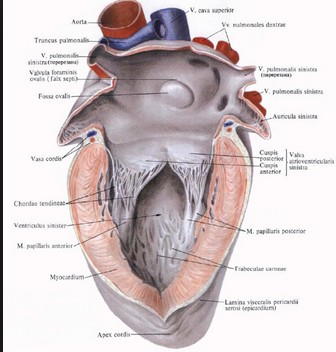 Aorta
Truncus pulmonalis
V. pulmonalis
sinistra (перерезана)
Valvula foraminis
ovalis (falx septi)
Fossa ovalis
Vasa cordis
Chordae tendineae
Ventriculus sinister
M. papillaris anterior
Myocardium
Apex cordis
V. cava superior
Vv. pulmonales dextrae
V. pulmonalis sinistra
(перерезана)
V. pulmonalis sinistra
Auricula sinistra
Cuspis
posterior
Cuspis
anterior
Valva
atrioventricularis
sinistra
M. papillaris posterior
Trabeculae carneae
Lamina visceralis pericardii
serosi (epicardium)